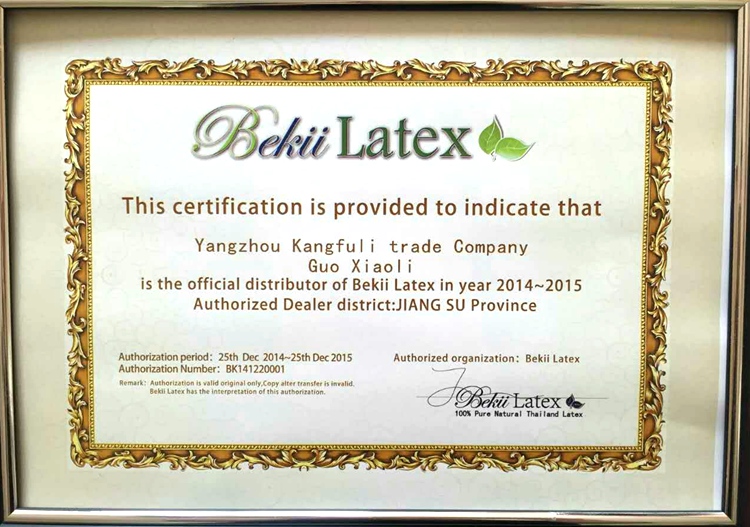 Bekii Latex
This certification is provided to indicate that
Yangzhou Kangfuli trade Company
Guo Xiaoli
is the official distributor of Bekii Latex in year 2014~2015
Authorized Dealer district:JIANG SU Province
Authorization period: 25th Dec 2014~25th Dec 2015
Authorized organization: Bekii Latex
Authorization Number: BK141220001
Remark: Authorization is valid original only,Copy alter transfer is invalid.
Bekii Latex has the interpretation of this authorization.
Bekii Latex
100% Pure Natural Thailand Latex